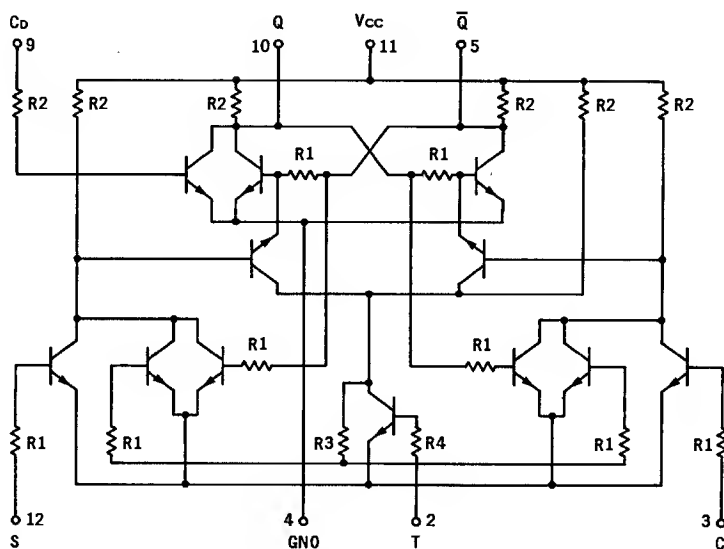 CD Q VCC Q̅
9 10 11 5
R2 R2 R2 R2 R2 R2
R1 R1
R1 R1
R1 R1 R3 R4 R1 R1
12 4 2 3
S GNO T C